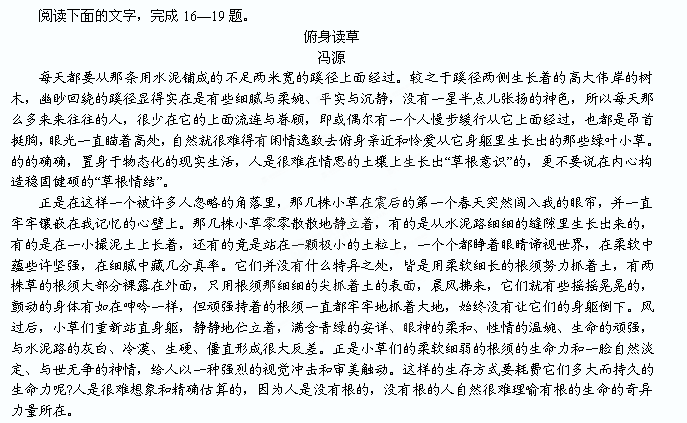 阅读下面的文字，完成 16—19 题。
俯身读草
冯源
每天都要从那条用水泥铺成的不足两米宽的蹊径上面经过。较之于蹊径两侧生长着的高大伟岸的树
木，幽眇回绕的蹊径显得实在是有些细腻与柔婉、平实与沉静，没有一星半点儿张扬的神色，所以每天那
么多来来往往的人，很少在它的上面流连与眷顾，即或偶尔有一个人慢步缓行从它上面经过，也都是昂首
挺胸，眼光一直瞄着高处，自然就很难得有闲情逸致去俯身亲近和怜爱从它身躯里生长出的那些绿叶小草。
的的确确，置身于物态化的现实生活，人是很难在情思的土壤上生长出“草根意识”的，更不要说在内心构
造稳固健硕的“草根情结”。
正是在这样一个被许多人忽略的角落里，那几株小草在震后的第一个春天突然闯入我的眼帘，并一直
牢牢镶嵌在我记忆的心壁上。那几株小草零零散散地静立着，有的是从水泥路细细的缝隙里生长出来的，
有的是在一小撮泥土上长着，还有的竟是站在一颗极小的土粒上，一个个都睁着眼睛谛视世界，在柔软中
蕴些许坚强，在细腻中藏几分真率。它们并没有什么特异之处，皆是用柔软细长的根须努力抓着土，有两
株草的根须大部分裸露在外面，只用根须那细细的尖抓着土的表面，晨风拂来，它们就有些摇摇晃晃的，
颤动的身体有如在呻吟一样，但顽强持着的根须一直都牢牢地抓着大地，始终没有让它们的身躯倒下。风
过后，小草们重新站直身躯，静静地伫立着，满含青绿的安详、眼神的柔和、性情的温婉、生命的顽强，
与水泥路的灰白、冷漠、生硬、僵直形成很大反差。正是小草们的柔软细弱的根须的生命力和一脸自然淡
定、与世无争的神情，给人以一种强烈的视觉冲击和审美触动。这样的生存方式要耗费它们多大而持久的
生命力呢?人是很难想象和精确估算的，因为人是没有根的，没有根的人自然很难理喻有根的生命的奇异
力量所在。